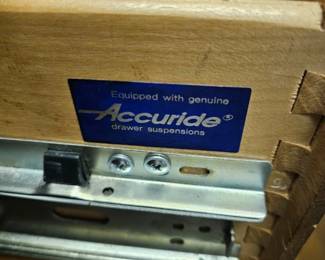 Equipped with genuine
Accuride®
drawer suspensions